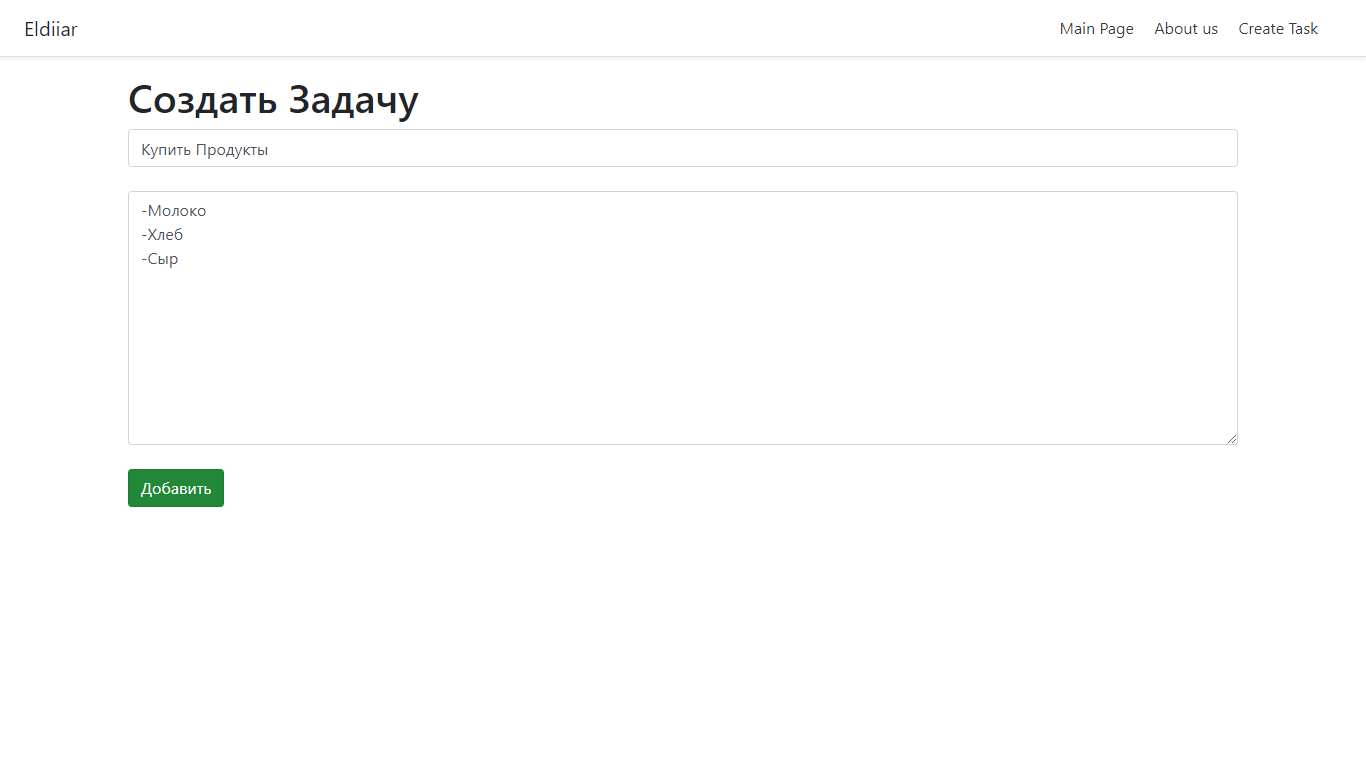 Eldiiar
Main Page About us Create Task
Создать Задачу
Купить Продукты
-Молоко
-Хлеб
-Сыр
Добавить